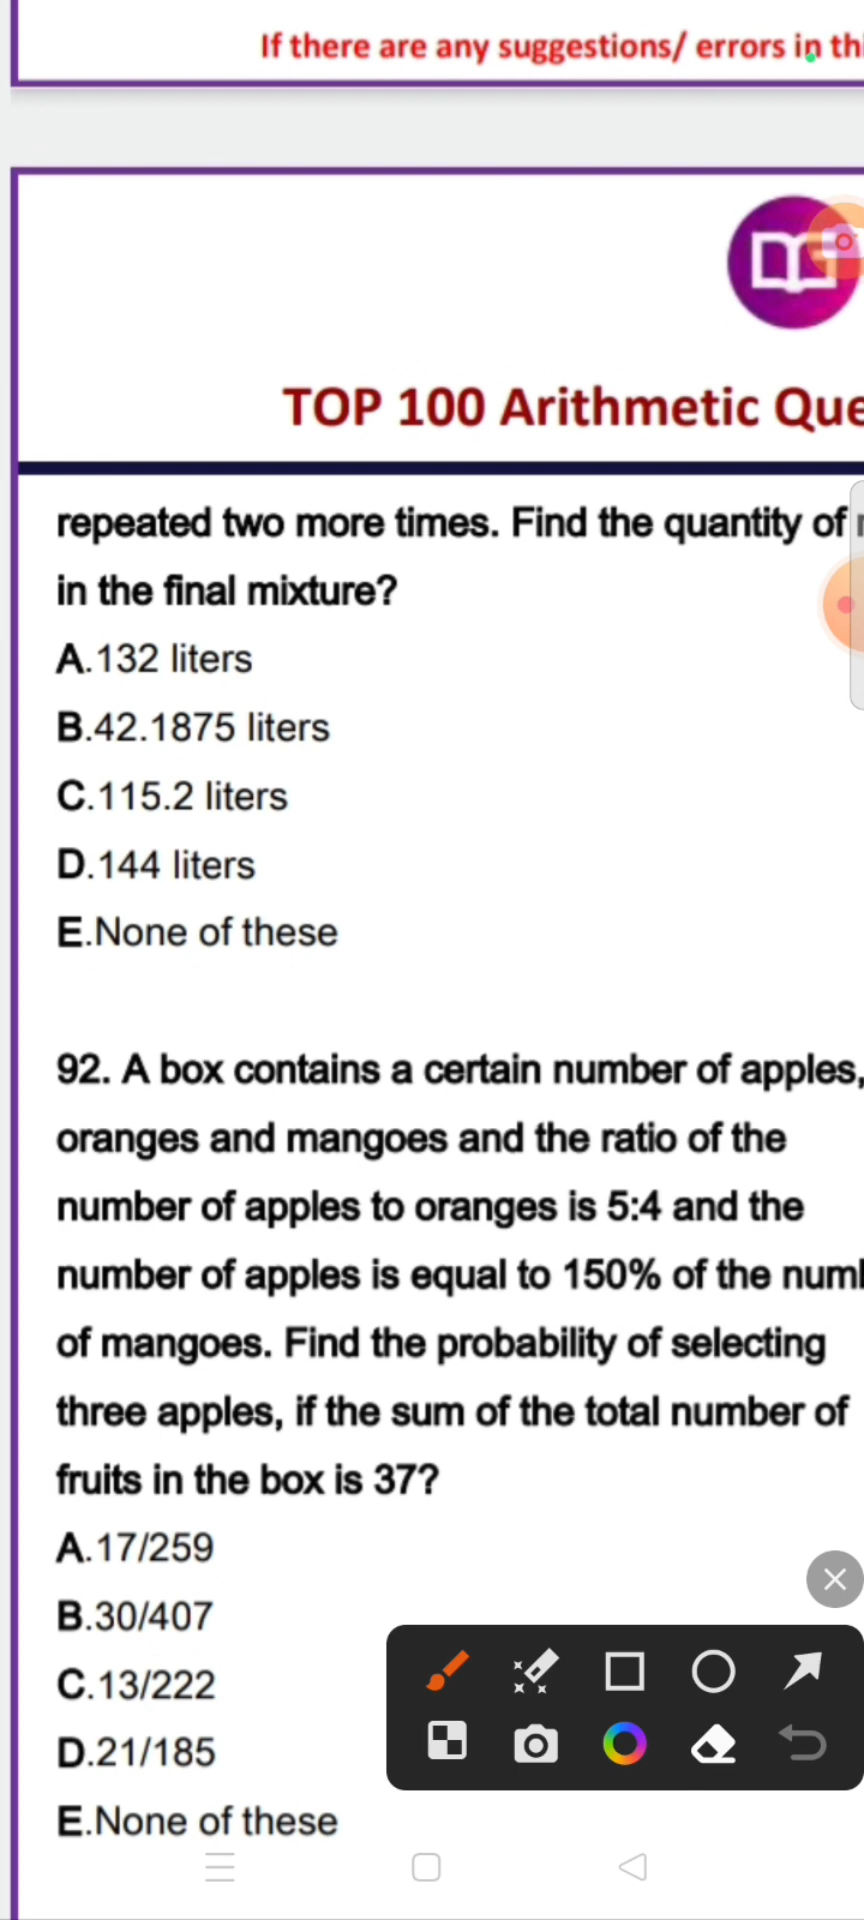 If there are any suggestions/ errors in
TOP 100 Arithmetic
repeated two more times. Find the quantity of
in the final mixture?
A.132 liters
B.42.1875 liters
C.115.2 liters
D.144 liters
E.None of these
92. A box contains a certain number of apples,
oranges and mangoes and the ratio of the
number of apples to oranges is 5:4 and the
number of apples is equal to 150% of the
of mangoes. Find the probability of selecting
three apples, if the sum of the total number of
fruits in the box is 37?
A.17/259
B.30/407
C.13/222
D.21/185
E.None of these